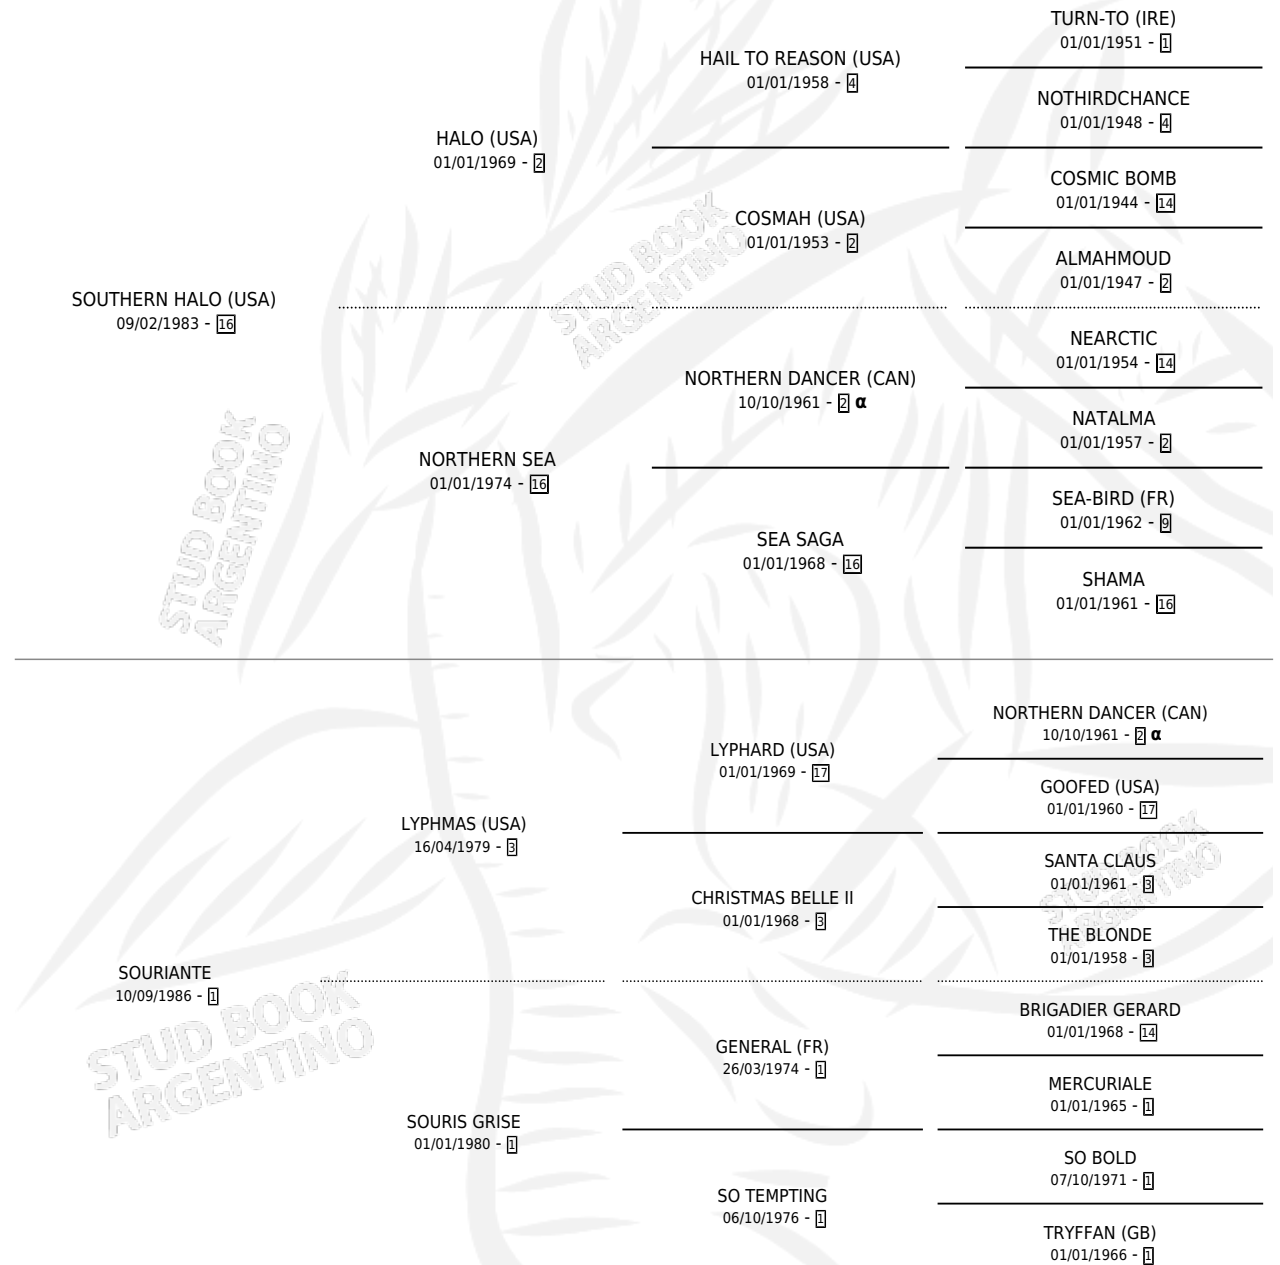 TURN-TO (IRE)
01/01/1951 - 1
HAIL TO REASON (USA)
01/01/1958 - 4
NOTHIRDCHANCE
01/01/1948 - 4
HALO (USA)
01/01/1969 - 2
COSMIC BOMB
01/01/1944 - 14
COSMAH (USA)
01/01/1953 - 2
ALMAHMOUD
01/01/1947 - 2
SOUTHERN HALO (USA)
09/02/1983 - 16
STUD BOOK
ARGENTINO
NEARCTIC
01/01/1954 - 14
NORTHERN DANCER (CAN)
10/10/1961 - 2 α
NATALMA
01/01/1957 - 2
NORTHERN SEA
01/01/1974 - 16
SEA-BIRD (FR)
01/01/1962 - 9
SEA SAGA
01/01/1968 - 16
SHAMA
01/01/1961 - 16
STUD BOOK
ARGENTINO
NORTHERN DANCER (CAN)
10/10/1961 - 2 α
LYPHARD (USA)
01/01/1969 - 17
GOOFED (USA)
01/01/1960 - 17
LYPHMAS (USA)
16/04/1979 - 3
SANTA CLAUS
01/01/1961 - 3
CHRISTMAS BELLE II
01/01/1968 - 3
THE BLONDE
01/01/1958 - 3
STUD BOOK
ARGENTINO
SOURIANTE
10/09/1986 - 1
BRIGADIER GERARD
01/01/1968 - 14
GENERAL (FR)
26/03/1974 - 1
MERCURIALE
01/01/1965 - 1
STUD BOOK
ARGENTINO
SOURIS GRISE
01/01/1980 - 1
SO BOLD
07/10/1971 - 1
SO TEMPTING
06/10/1976 - 1
TRYFFAN (GB)
01/01/1966 - 1